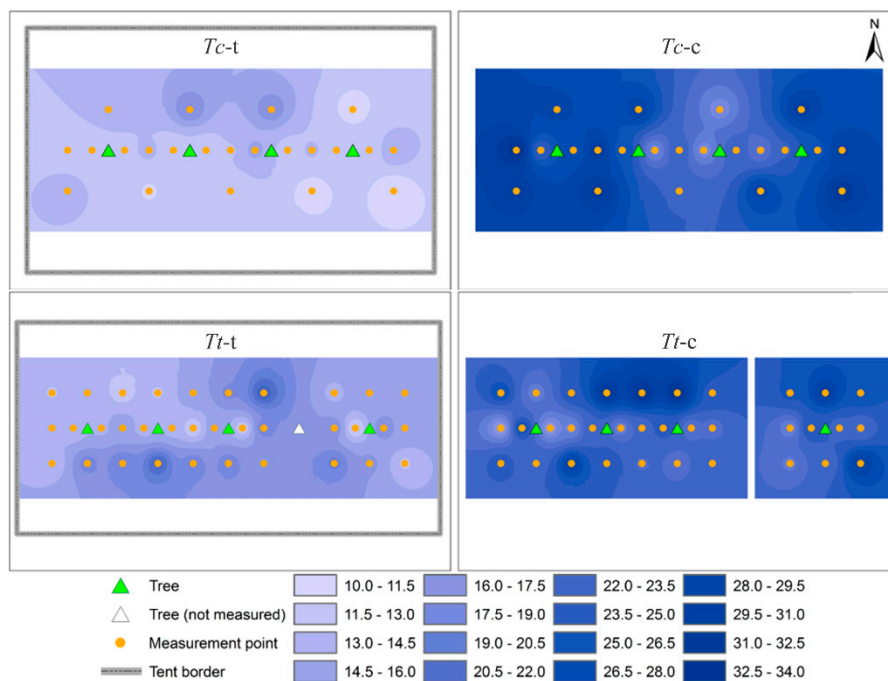 Tc-t
Tc-c
N
Tt-t
Tt-c
Tree
Tree (not measured)
Measurement point
Tent border
10.0 - 11.5
11.5 - 13.0
13.0 - 14.5
14.5 - 16.0
16.0 - 17.5
17.5 - 19.0
19.0 - 20.5
20.5 - 22.0
22.0 - 23.5
23.5 - 25.0
25.0 - 26.5
26.5 - 28.0
28.0 - 29.5
29.5 - 31.0
31.0 - 32.5
32.5 - 34.0